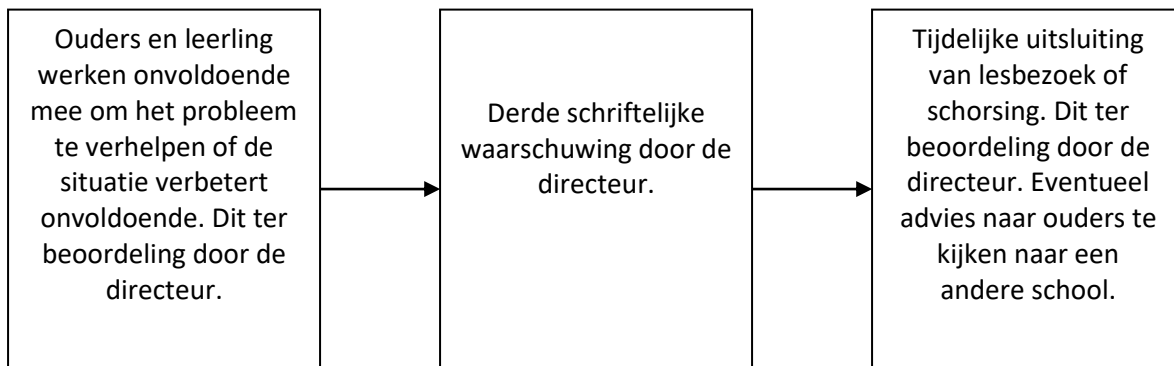 Ouders en leerling
werken onvoldoende
mee om het probleem
te verhelpen of de
situatie verbetert
onvoldoende. Dit ter
beoordeling door de
directeur.
Derde schriftelijke
waarschuwing door de
directeur.
Tijdelijke uitsluiting
van lesbezoek of
schorsing. Dit ter
beoordeling door de
directeur. Eventueel
advies naar ouders te
kijken naar een
andere school.